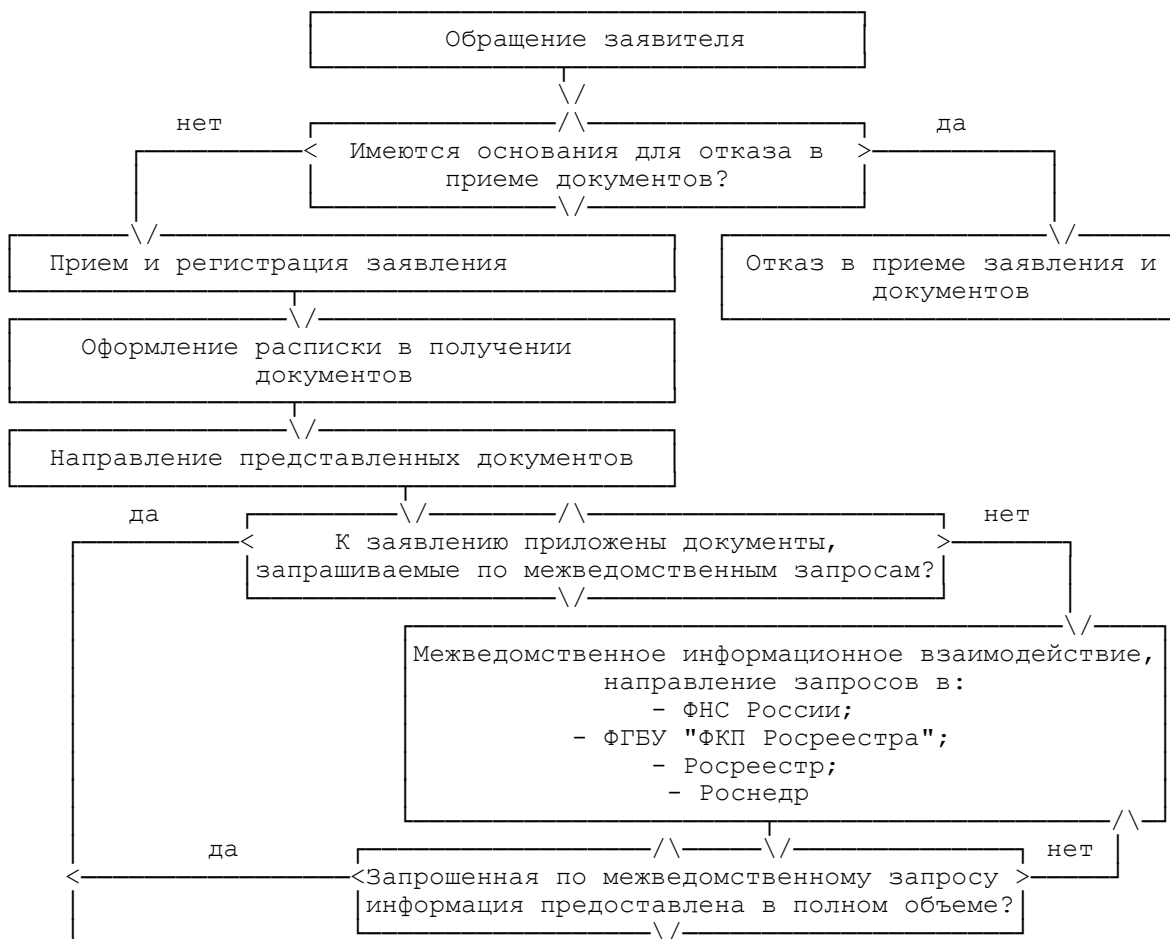 Обращение заявителя
нет
да
Имеются основания для отказа в
приеме документов?
Прием и регистрация заявления
Отказ в приеме заявления и
документов
Оформление расписки в получении
документов
Направление представленных документов
да
нет
К заявлению приложены документы,
запрашиваемые по межведомственным запросам?
Межведомственное информационное взаимодействие,
направление запросов в:
- ФНС России;
- ФГБУ "ФКП Росреестра";
- Росреестр;
- Роснедр
да
нет
Запрошенная по межведомственному запросу
информация предоставлена в полном объеме?